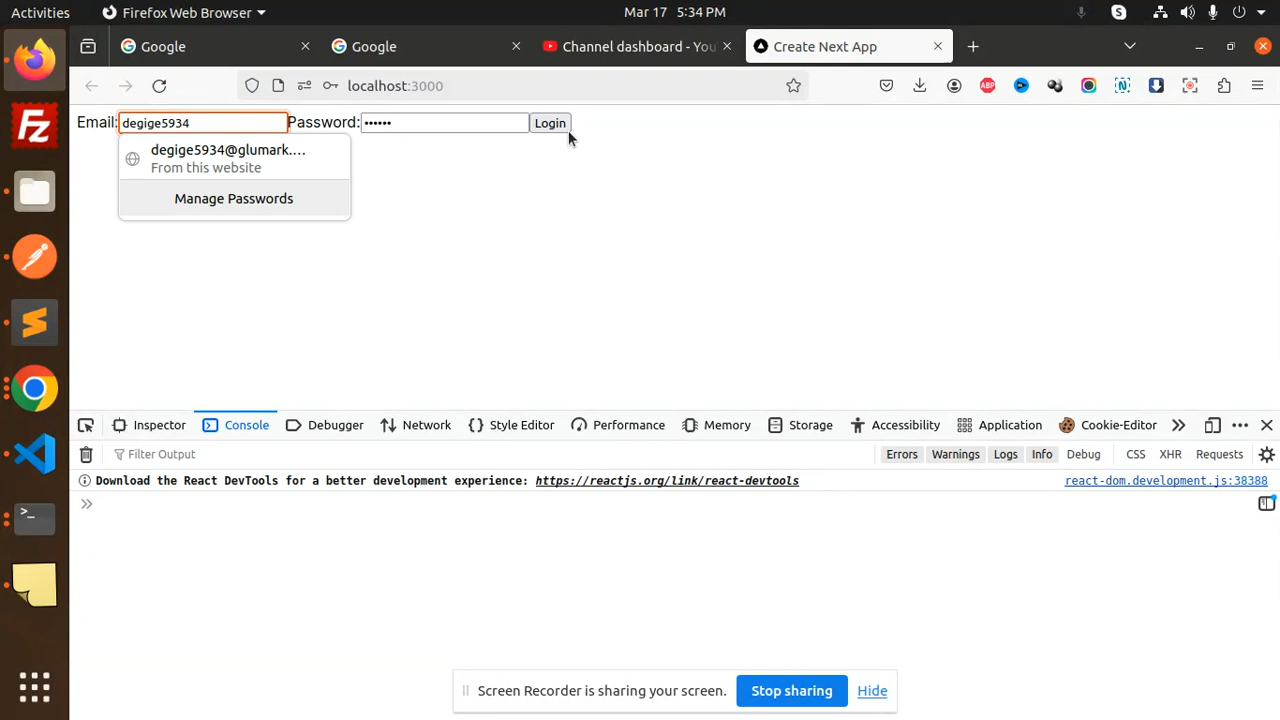 Activities Firefox Web Browser Mar 17 5:34 PM
Google Google Channel dashboard - You Create Next App
localhost:3000
Email: degige5934 Password: •••••• Login
degige5934@glumark.…
From this website
Manage Passwords
Inspector Console Debugger Network Style Editor Performance Memory Storage Accessibility Application Cookie-Editor
Filter Output Errors Warnings Logs Info Debug CSS XHR Requests
Download the React DevTools for a better development experience: https://reactjs.org/link/react-devtools react-dom.development.js:38388
Screen Recorder is sharing your screen. Stop sharing Hide